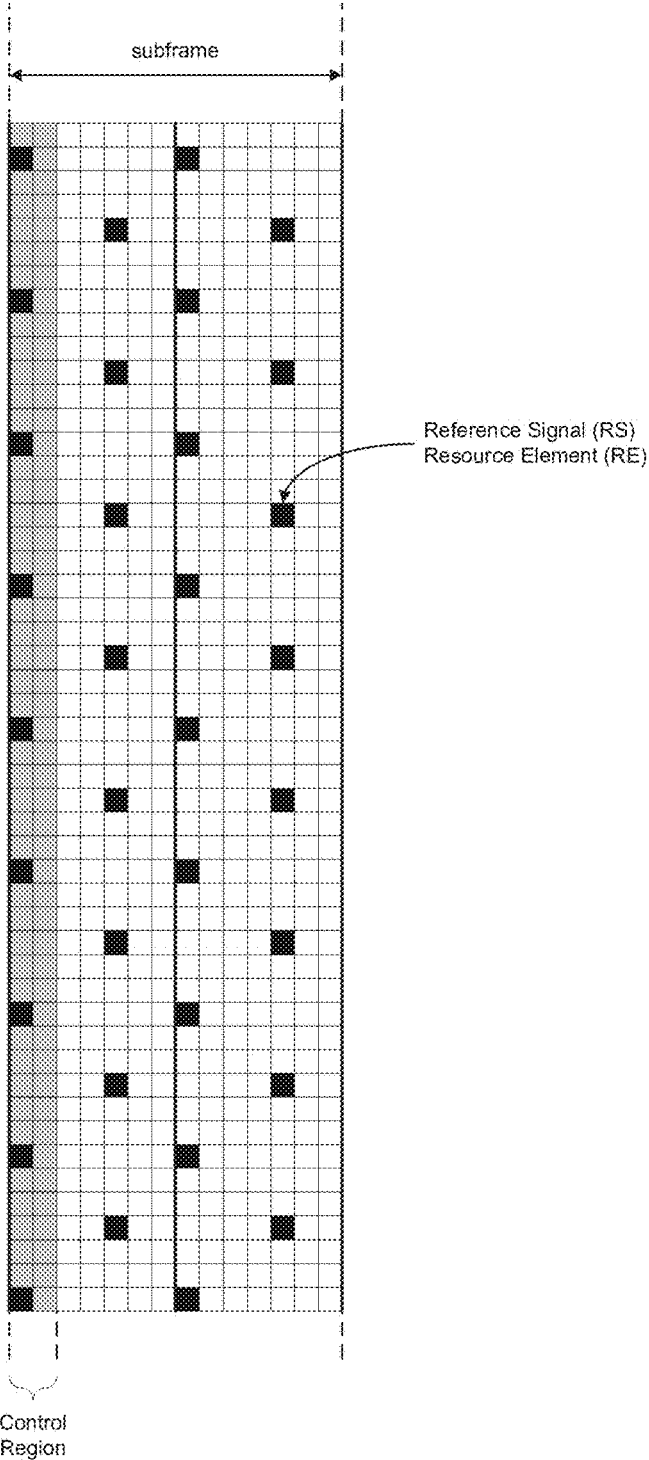 subframe
Reference Signal (RS)
Resource Element (RE)
Control
Region